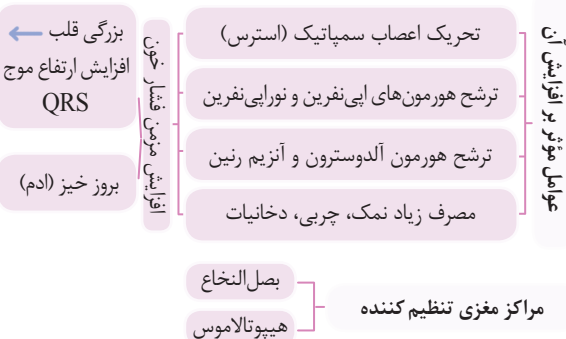 عوامل مؤثر بر افزایش آن
تحریک اعصاب سمپاتیک (استرس)
ترشح هورمون‌های اپی‌نفرین و نوراپی‌نفرین
ترشح هورمون آلدوسترون و آنزیم رنین
مصرف زیاد نمک، چربی، دخانیات
افزایش مزمن فشار خون
بزرگی قلب ←
افزایش ارتفاع موج
QRS
بروز خیز (ادم)
مراکز مغزی تنظیم کننده
بصل‌النخاع
هیپوتالاموس